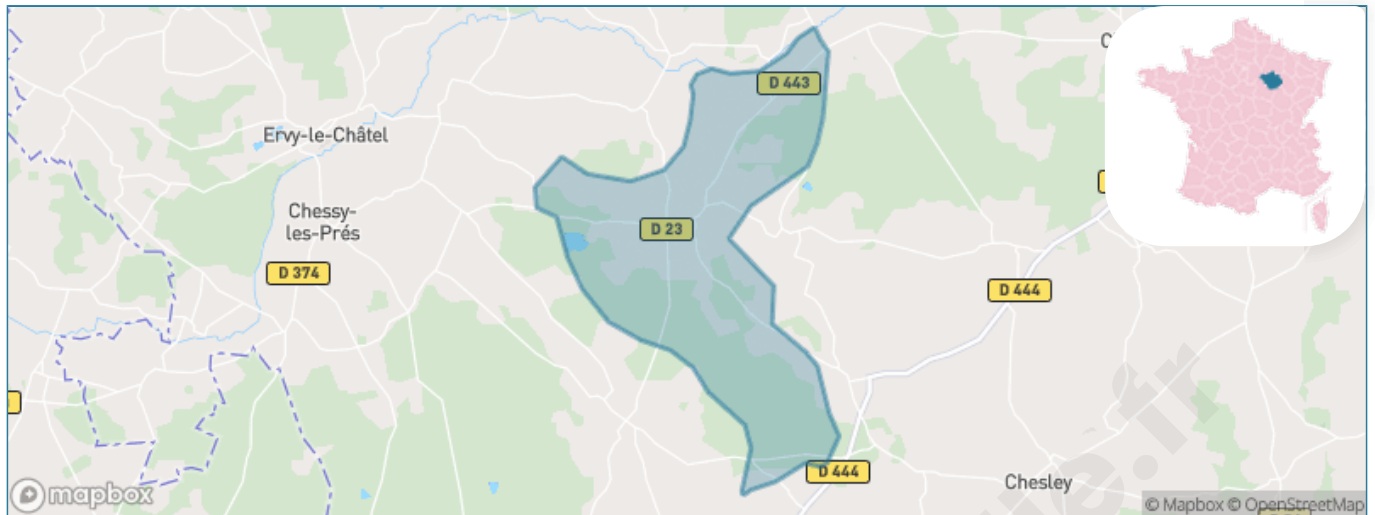 D 443
Ervy-le-Châtel
Chessy-
les-Prés
D 23
D 374
D 444
D 444
Chesley
mapbox
© Mapbox © OpenStreetMap